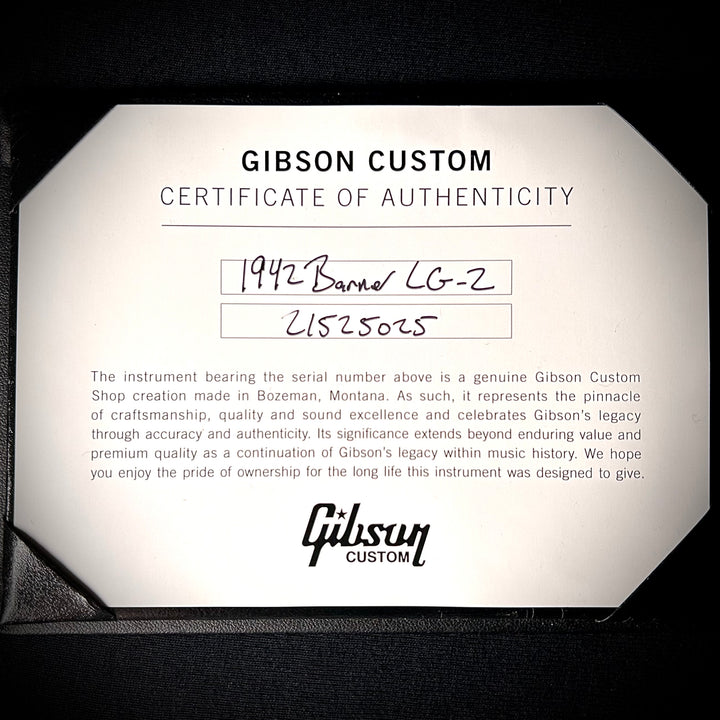 GIBSON CUSTOM
CERTIFICATE OF AUTHENTICITY
1942 Banner LG-2
21525025
The instrument bearing the serial number above is a genuine Gibson Custom
Shop creation made in Bozeman, Montana. As such, it represents the pinnacle
of craftsmanship, quality and sound excellence and celebrates Gibson's legacy
through accuracy and authenticity. Its significance extends beyond enduring value and
premium quality as a continuation of Gibson's legacy within music history. We hope
you enjoy the pride of ownership for the long life this instrument was designed to give.
Gibson
CUSTOM